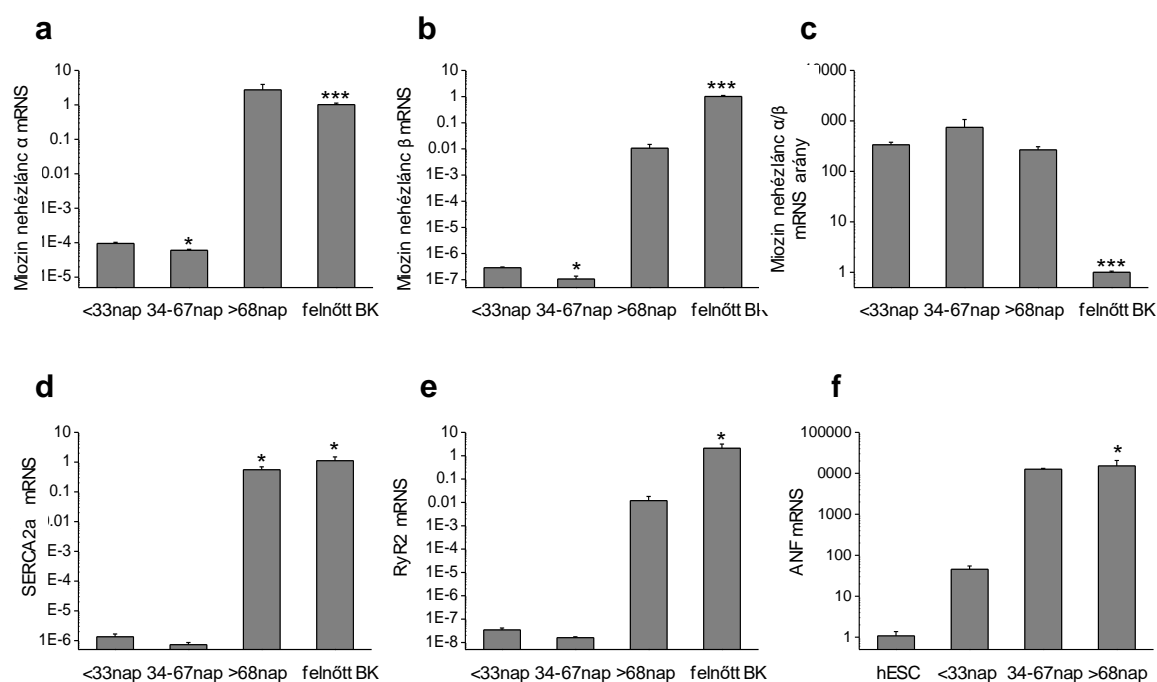 a
Miozin nehézlánc α mRNS
10
1
0.1
0.01
1E-3
1E-4
1E-5
*
***
<33nap 34-67nap >68nap felnőtt BK
b
Miozin nehézlánc β mRNS
10
1
0.1
0.01
1E-3
1E-4
1E-5
1E-6
1E-7
*
***
<33nap 34-67nap >68nap felnőtt BK
c
Miozin nehézlánc α/β
mRNS arány
0000
000
100
10
1
***
<33nap 34-67nap >68nap felnőtt BK
d
SERCA2a mRNS
10
1
0.1
0.01
1E-3
1E-4
1E-5
1E-6
*
*
<33nap 34-67nap >68nap felnőtt BK
e
RyR2 mRNS
10
1
0.1
0.01
1E-3
1E-4
1E-5
1E-6
1E-7
1E-8
*
<33nap 34-67nap >68nap felnőtt BK
f
ANF mRNS
100000
0000
000
100
10
1
*
hESC <33nap 34-67nap >68nap